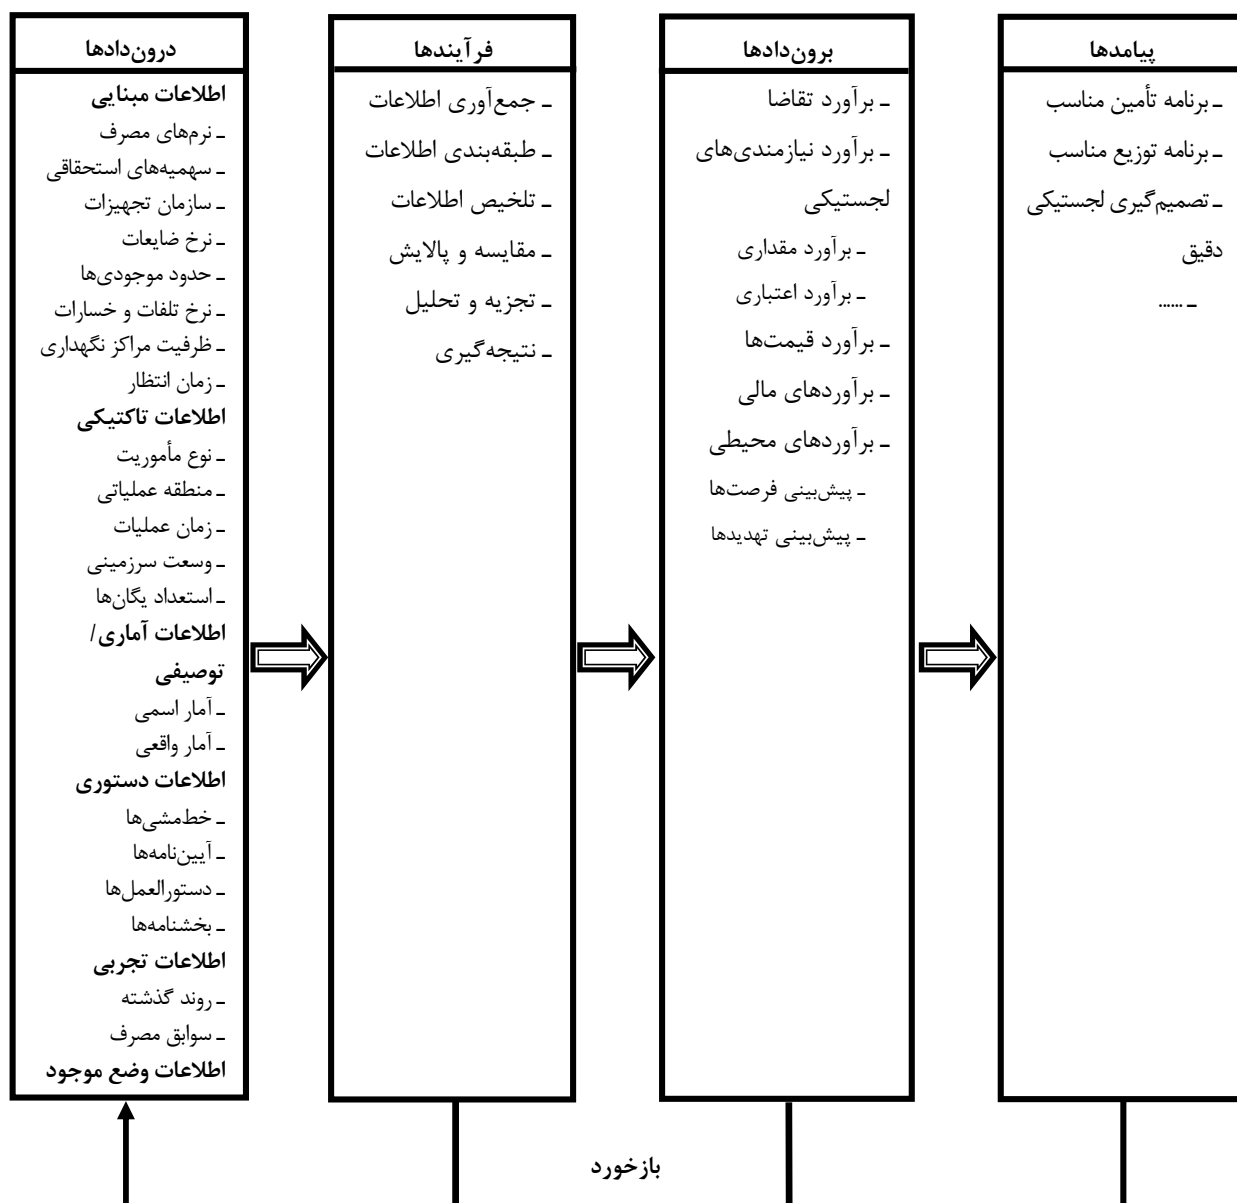 درون‌دادها
اطلاعات مبنایی
ـ نرم‌های مصرف
ـ سهمیه‌های استحقاقی
ـ سازمان تجهیزات
ـ نرخ ضایعات
ـ حدود موجودی‌ها
ـ نرخ تلفات و خسارات
ـ ظرفیت مراکز نگهداری
ـ زمان انتظار
اطلاعات تاکتیکی
ـ نوع مأموریت
ـ منطقه عملیاتی
ـ زمان عملیات
ـ وسعت سرزمینی
ـ استعداد یگان‌ها
اطلاعات آماری/
توصیفی
ـ آمار اسمی
ـ آمار واقعی
اطلاعات دستوری
ـ خط‌مشی‌ها
ـ آیین‌نامه‌ها
ـ دستورالعمل‌ها
ـ بخشنامه‌ها
اطلاعات تجربی
ـ روند گذشته
ـ سوابق مصرف
اطلاعات وضع موجود
فرآیندها
ـ جمع‌آوری اطلاعات
ـ طبقه‌بندی اطلاعات
ـ تلخیص اطلاعات
ـ مقایسه و پالایش
ـ تجزیه و تحلیل
ـ نتیجه‌گیری
برون‌دادها
ـ برآورد تقاضا
ـ برآورد نیازمندی‌های
لجستیکی
ـ برآورد مقداری
ـ برآورد اعتباری
ـ برآورد قیمت‌ها
ـ برآوردهای مالی
ـ برآوردهای محیطی
ـ پیش‌بینی فرصت‌ها
ـ پیش‌بینی تهدیدها
پیامدها
ـ برنامه تأمین مناسب
ـ برنامه توزیع مناسب
ـ تصمیم‌گیری لجستیکی
دقیق
ـ ......
بازخورد